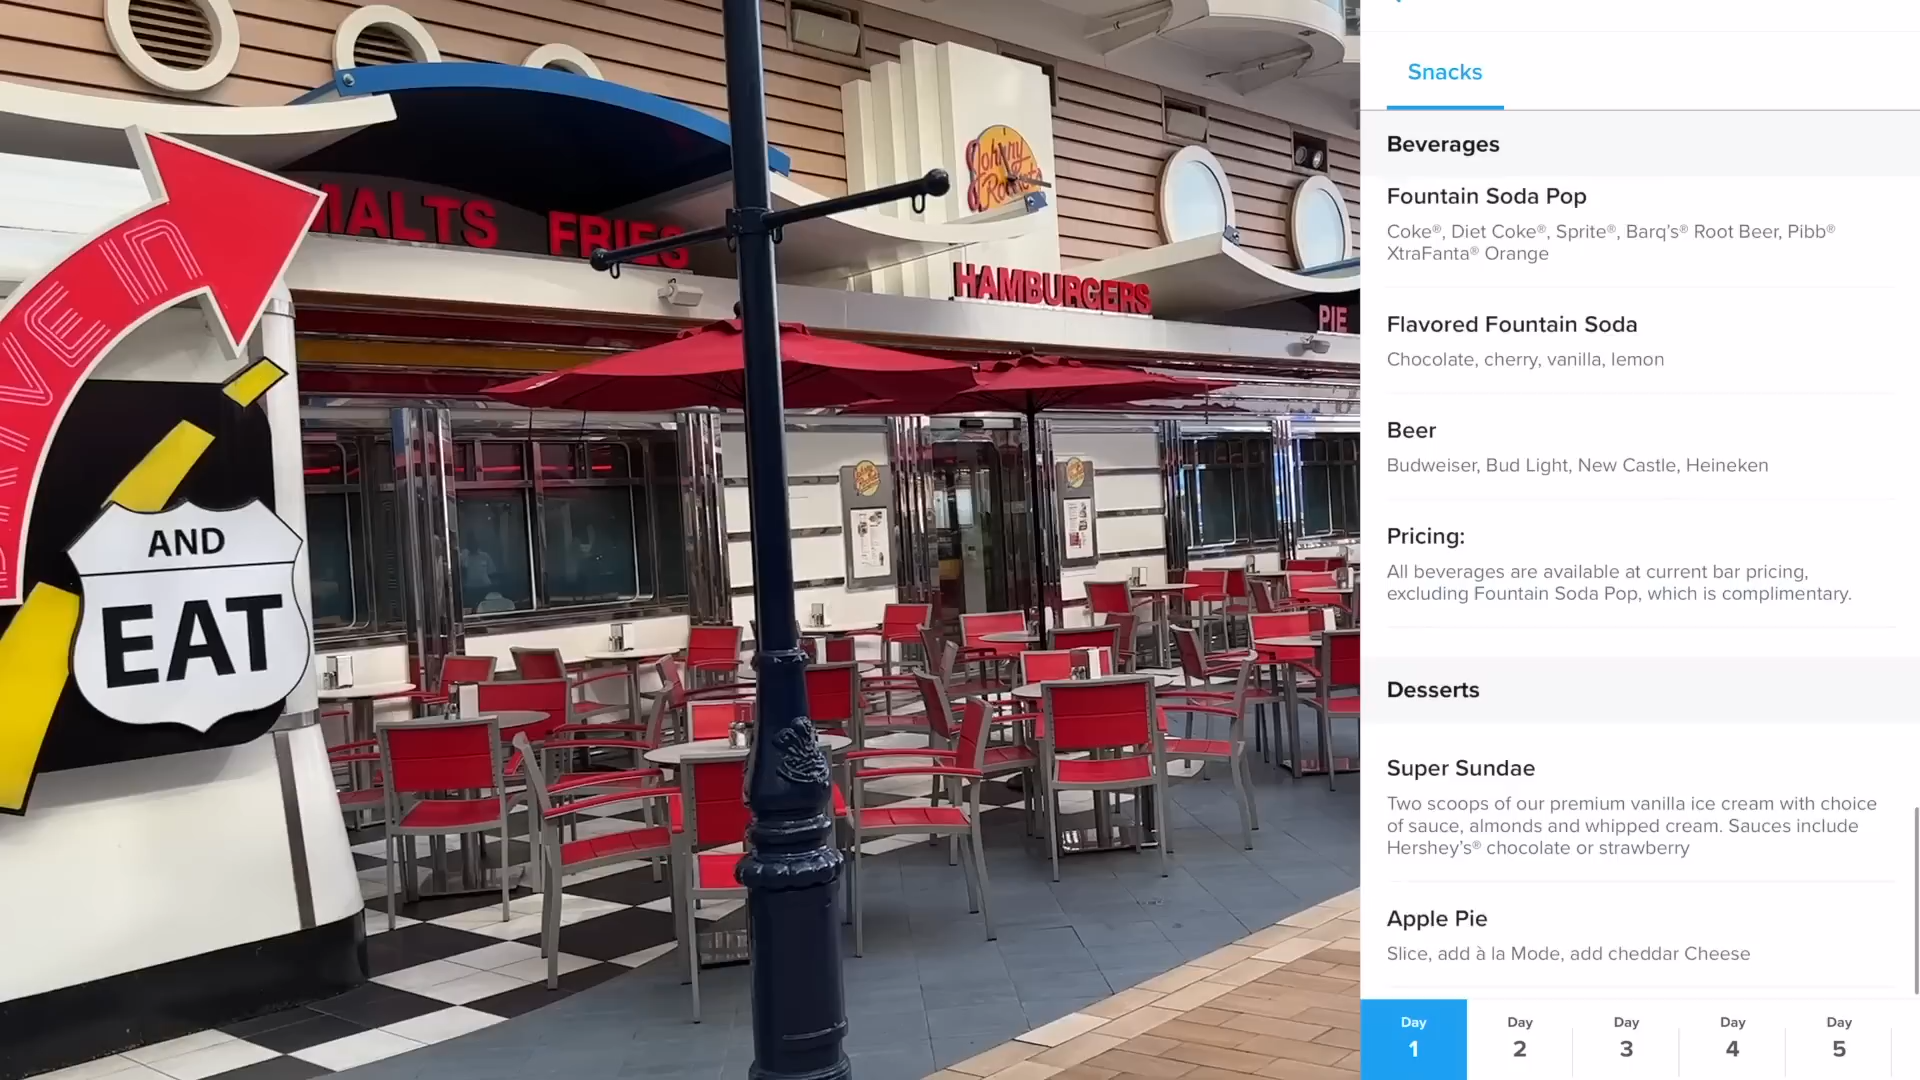 MALTS FRIES
Johnny
Rockets
HAMBURGERS
PIE
DRIVE IN
AND
EAT
Snacks
Beverages
Fountain Soda Pop
Coke®, Diet Coke®, Sprite®, Barq's® Root Beer, Pibb®
XtraFanta® Orange
Flavored Fountain Soda
Chocolate, cherry, vanilla, lemon
Beer
Budweiser, Bud Light, New Castle, Heineken
Pricing:
All beverages are available at current bar pricing,
excluding Fountain Soda Pop, which is complimentary.
Desserts
Super Sundae
Two scoops of our premium vanilla ice cream with choice
of sauce, almonds and whipped cream. Sauces include
Hershey's® chocolate or strawberry
Apple Pie
Slice, add à la Mode, add cheddar Cheese
Day Day Day Day Day
1 2 3 4 5